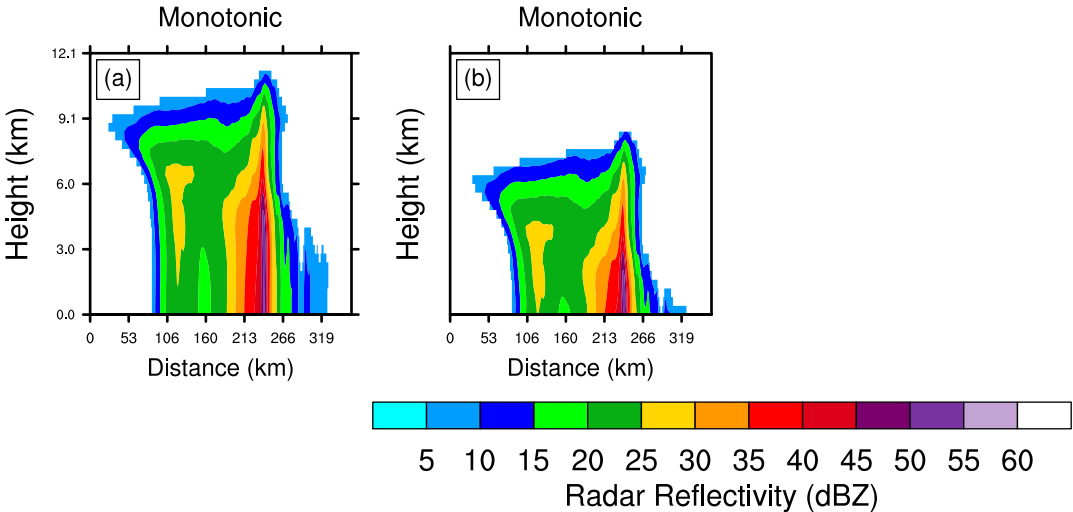 Monotonic Monotonic
(a) (b)
12.1
9.1
6.0
3.0
0.0
Height (km) Height (km)
0 53 106 160 213 266 319 0 53 106 160 213 266 319
Distance (km) Distance (km)
5 10 15 20 25 30 35 40 45 50 55 60
Radar Reflectivity (dBZ)